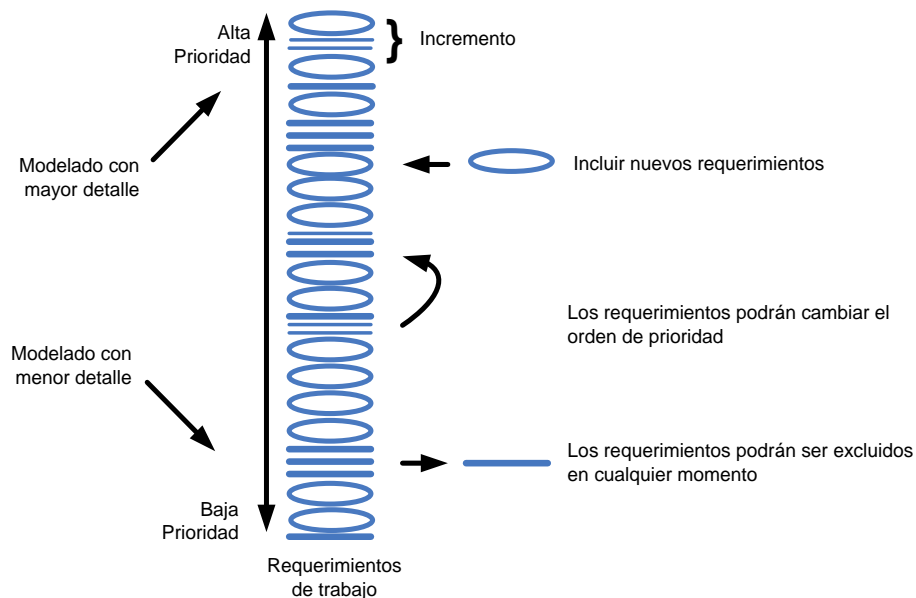 Alta
Prioridad
Incremento
Modelado con
mayor detalle
Incluir nuevos requerimientos
Los requerimientos podrán cambiar el
orden de prioridad
Modelado con
menor detalle
Los requerimientos podrán ser excluidos
en cualquier momento
Baja
Prioridad
Requerimientos
de trabajo